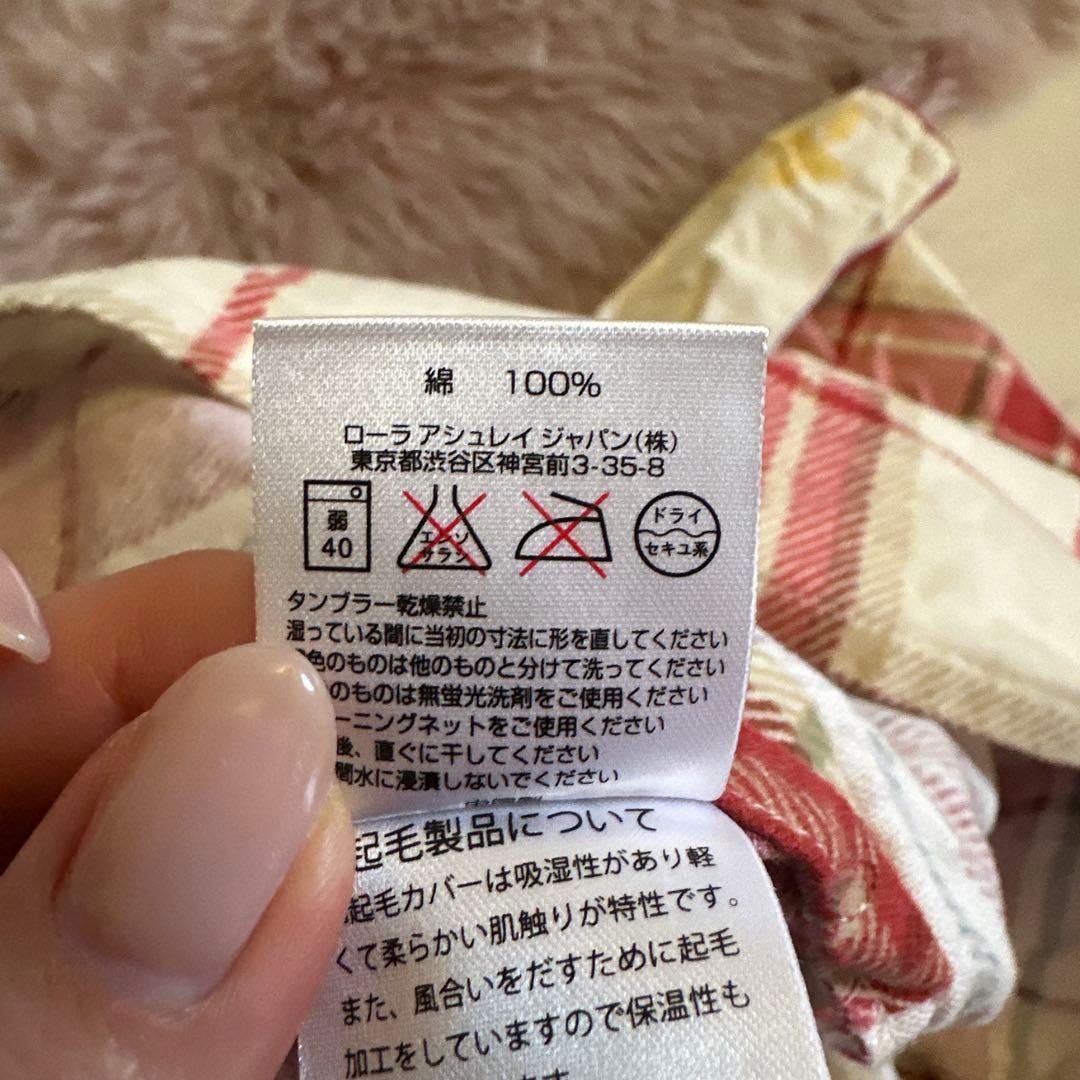 綿 100%
ローラ アシュレイ ジャパン(株)
東京都渋谷区神宮前3-35-8
弱
40
エンソ
サラシ
ドライ
セキユ系
タンブラー乾燥禁止
湿っている間に当初の寸法に形を直してください
色のものは他のものと分けて洗ってください
のものは無蛍光洗剤をご使用ください
ーニングネットをご使用ください
後、直ぐに干してください
間水に浸漬しないでください
起毛製品について
起毛カバーは吸湿性があり軽
くて柔らかい肌触りが特性です。
また、風合いをだすために起毛
加工をしていますので保温性も